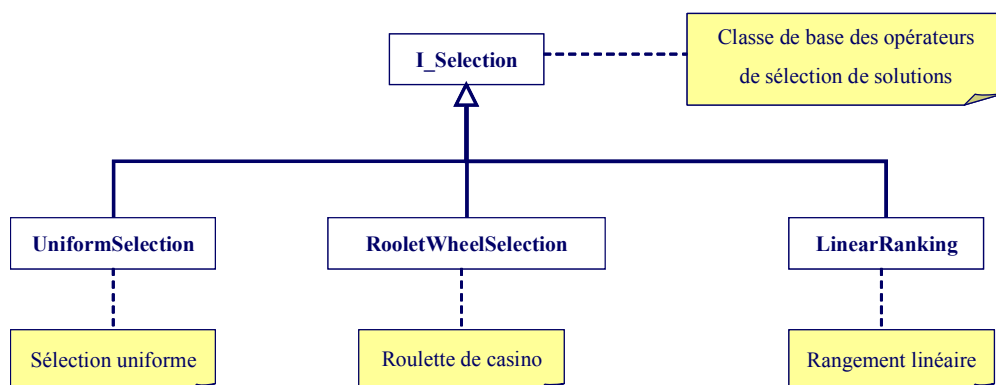 I_Selection
Classe de base des opérateurs
de sélection de solutions
UniformSelection
RooletWheelSelection
LinearRanking
Sélection uniforme
Roulette de casino
Rangement linéaire